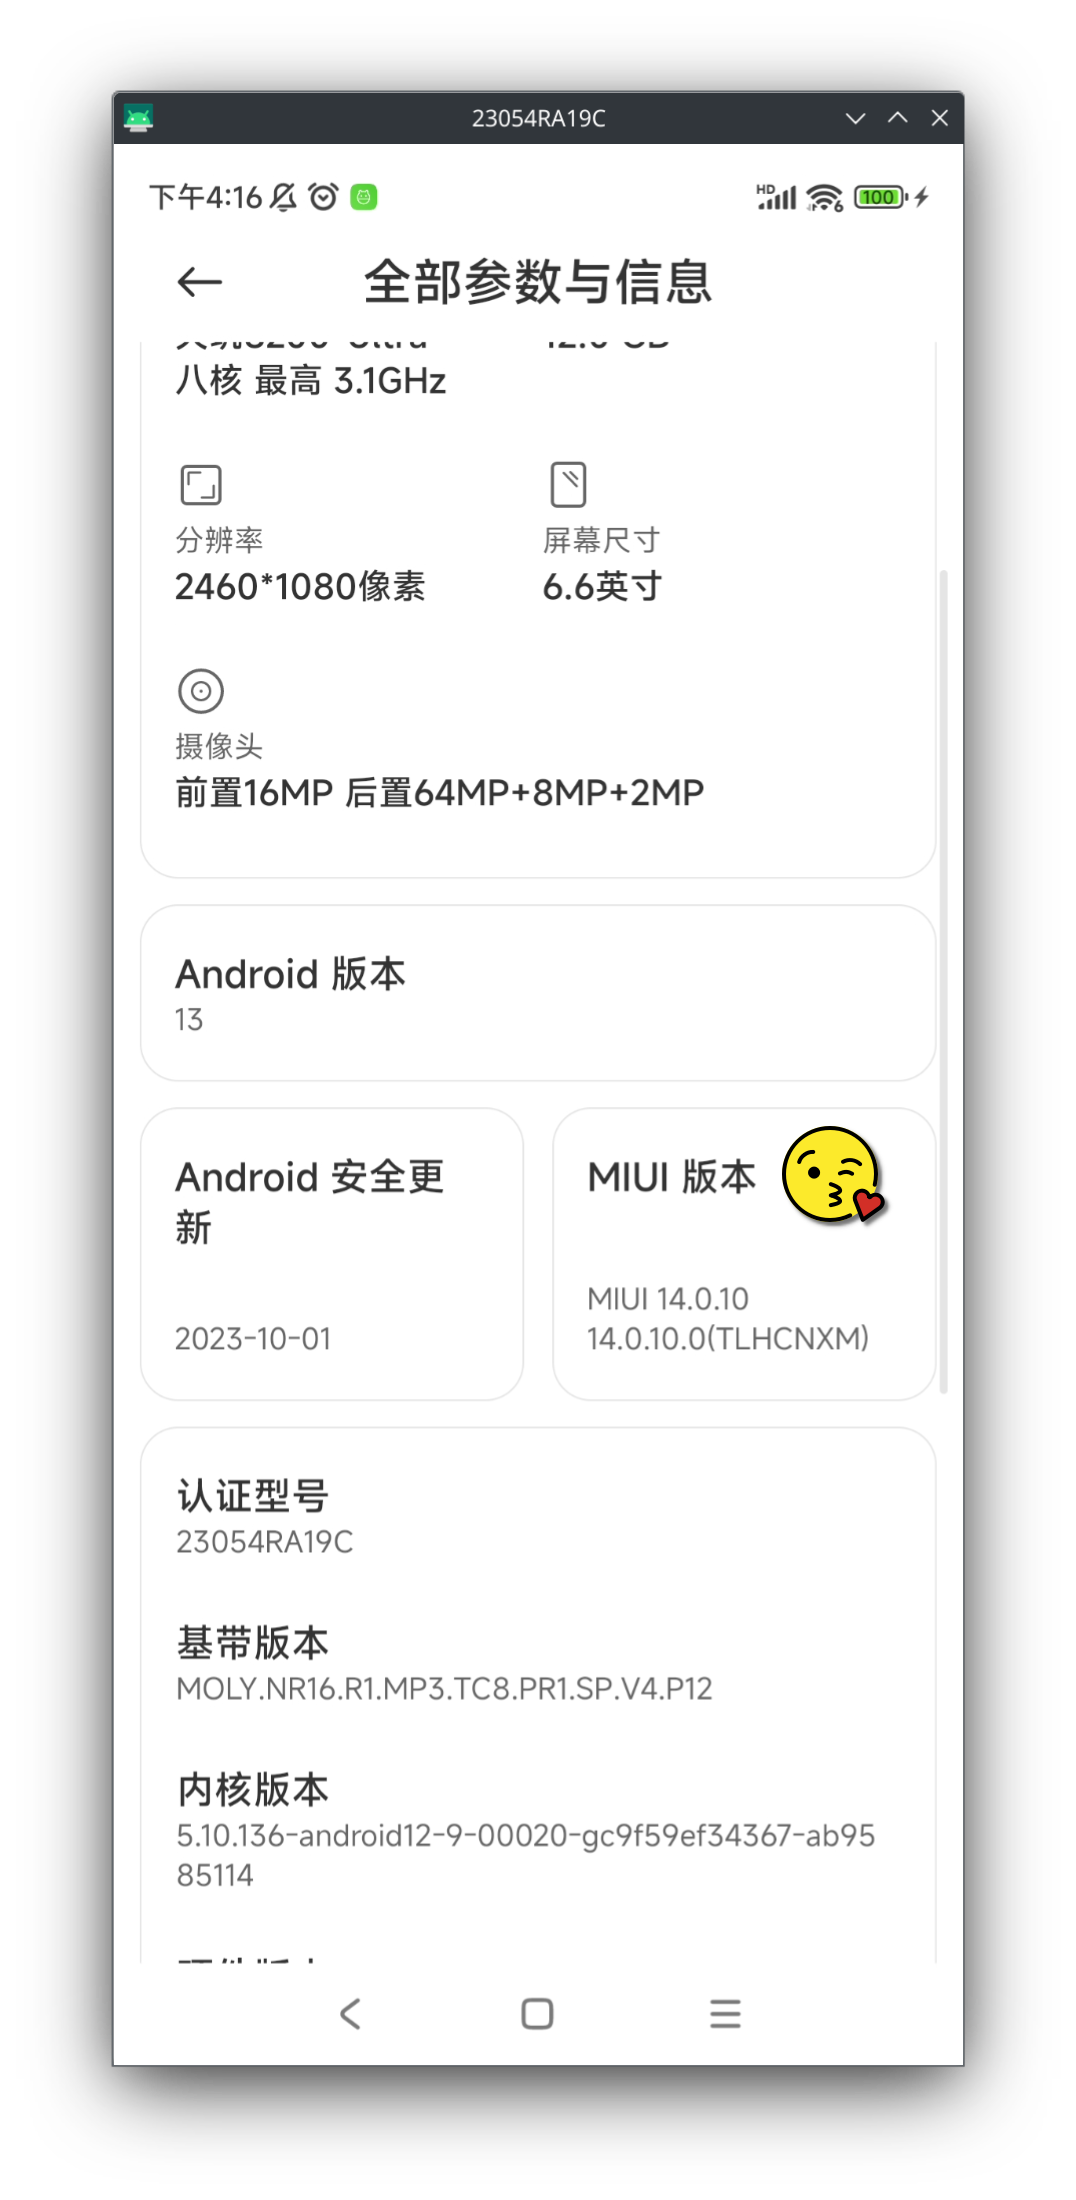 23054RA19C
下午4:16
HD 6 100
全部参数与信息
八核 最高 3.1GHz
分辨率
屏幕尺寸
2460*1080像素
6.6英寸
摄像头
前置16MP 后置64MP+8MP+2MP
Android 版本
13
Android 安全更
新
2023-10-01
MIUI 版本
MIUI 14.0.10
14.0.10.0(TLHCNXM)
认证型号
23054RA19C
基带版本
MOLY.NR16.R1.MP3.TC8.PR1.SP.V4.P12
内核版本
5.10.136-android12-9-00020-gc9f59ef34367-ab95
85114